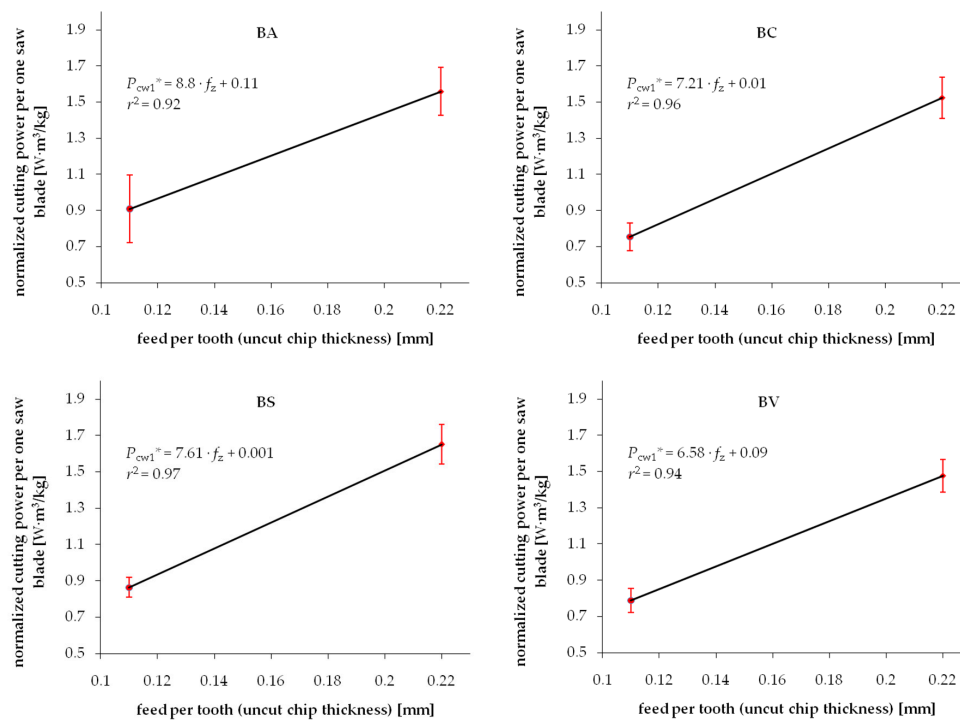 BA
P_cw1* = 8.8 · f_z + 0.11
r² = 0.92
normalized cutting power per one saw
blade [W·m³/kg]
1.9
1.7
1.5
1.3
1.1
0.9
0.7
0.5
0.1 0.12 0.14 0.16 0.18 0.2 0.22
feed per tooth (uncut chip thickness) [mm]
BC
P_cw1* = 7.21 · f_z + 0.01
r² = 0.96
normalized cutting power per one saw
blade [W·m³/kg]
1.9
1.7
1.5
1.3
1.1
0.9
0.7
0.5
0.1 0.12 0.14 0.16 0.18 0.2 0.22
feed per tooth (uncut chip thickness) [mm]
BS
P_cw1* = 7.61 · f_z + 0.001
r² = 0.97
normalized cutting power per one saw
blade [W·m³/kg]
1.9
1.7
1.5
1.3
1.1
0.9
0.7
0.5
0.1 0.12 0.14 0.16 0.18 0.2 0.22
feed per tooth (uncut chip thickness) [mm]
BV
P_cw1* = 6.58 · f_z + 0.09
r² = 0.94
normalized cutting power per one saw
blade [W·m³/kg]
1.9
1.7
1.5
1.3
1.1
0.9
0.7
0.5
0.1 0.12 0.14 0.16 0.18 0.2 0.22
feed per tooth (uncut chip thickness) [mm]